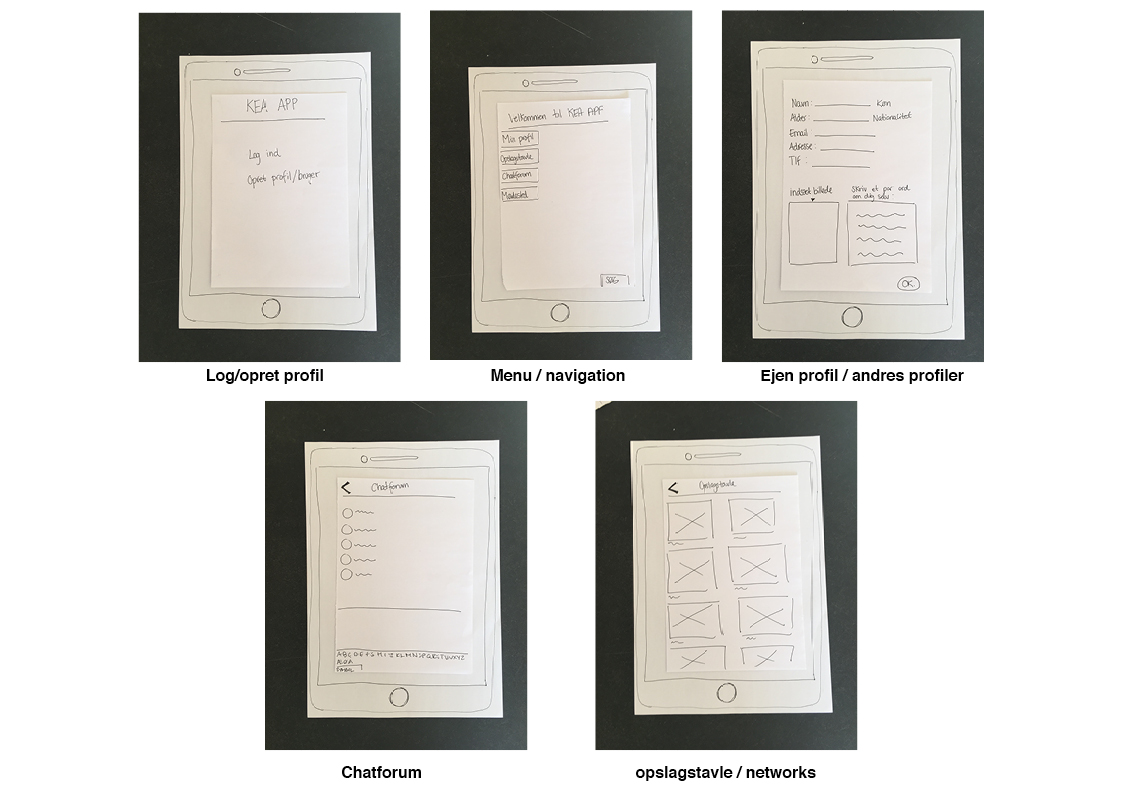 KEA APP
Log ind
Opret profil/bruger
Log/opret profil
Velkommen til KEA APP
Min profil
Opslagstavle
Chatforum
Mødested
SØG
Menu / navigation
Navn: Køn
Alder: Nationalitet
Email
Adresse:
Tlf:
Indsæt billede
Skriv et par ord
om dig selv:
OK
Ejen profil / andres profiler
< Chatforum
ÆØÅ
Chatforum
< Opslagstavle
opslagstavle / networks